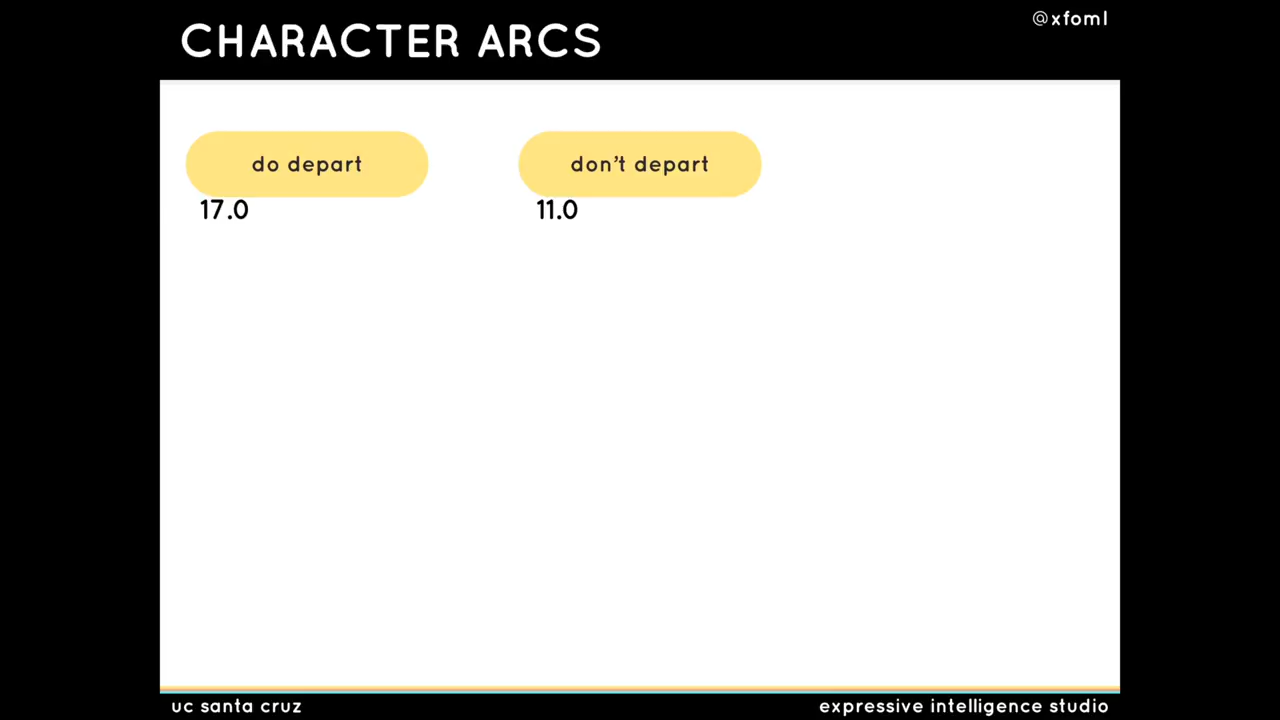 CHARACTER ARCS
@xfoml
do depart
don't depart
17.0
11.0
uc santa cruz
expressive intelligence studio